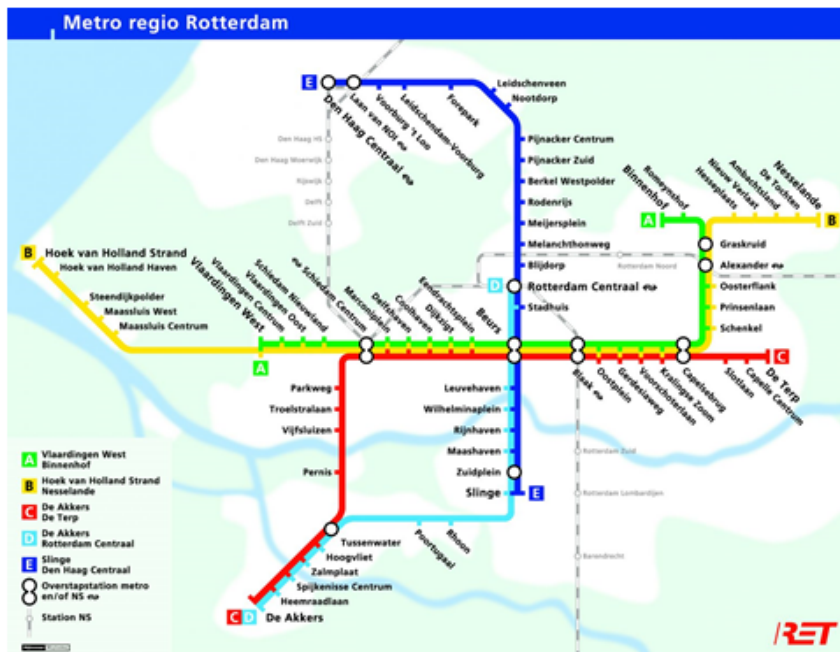 Metro regio Rotterdam
E
Den Haag Centraal
Laan van NOI
Voorburg 't Loo
Leidschendam-Voorburg
Forepark
Leidschenveen
Nootdorp
Pijnacker Centrum
Pijnacker Zuid
Berkel Westpolder
Rodenrijs
Meijersplein
Melanchthonweg
Blijdorp
D
Rotterdam Centraal
Stadhuis
Beurs
Den Haag HS
Den Haag Moerwijk
Rijswijk
Delft
Delft Zuid
A
Binnenhof
Romeynshof
Hesseplaats
Nieuw Verlaat
Ambachtsland
De Tochten
Nesselande
B
Graskruid
Alexander
Oosterflank
Prinsenlaan
Schenkel
Rotterdam Noord
B
Hoek van Holland Strand
Hoek van Holland Haven
Steendijkpolder
Maassluis West
Maassluis Centrum
Vlaardingen West
Vlaardingen Centrum
Vlaardingen Oost
Schiedam Nieuwland
Schiedam Centrum
Marconiplein
Delfshaven
Coolhaven
Dijkzigt
Eendrachtsplein
A
Blaak
Oostplein
Gerdesiaweg
Voorschoterlaan
Kralingse Zoom
Capelsebrug
Slotlaan
Capelle Centrum
De Terp
C
Parkweg
Troelstralaan
Vijfsluizen
Pernis
Leuvehaven
Wilhelminaplein
Rijnhaven
Maashaven
Zuidplein
Slinge
E
Rotterdam Zuid
Rotterdam Lombardijen
Barendrecht
Tussenwater
Hoogvliet
Zalmplaat
Spijkenisse Centrum
Heemraadlaan
De Akkers
C D
Poortugaal
Rhoon
A Vlaardingen West
Binnenhof
B Hoek van Holland Strand
Nesselande
C De Akkers
De Terp
D De Akkers
Rotterdam Centraal
E Slinge
Den Haag Centraal
Overstapstation metro
en/of NS
Station NS
RET